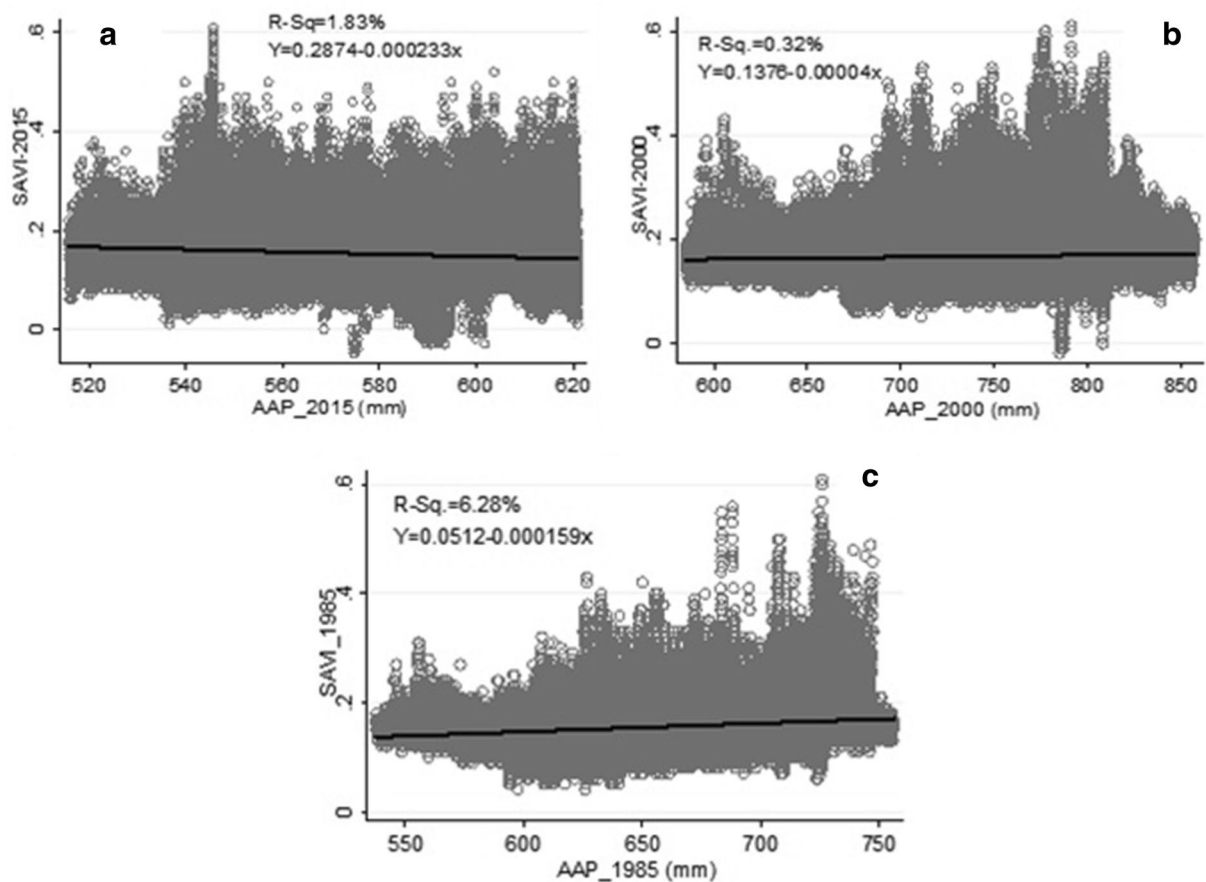 a
R-Sq=1.83%
Y=0.2874-0.000233x
SAVI-2015
.6
.4
.2
0
520 540 560 580 600 620
AAP_2015 (mm)
b
R-Sq.=0.32%
Y=0.1376-0.00004x
SAVI-2000
.6
.4
.2
0
600 650 700 750 800 850
AAP_2000 (mm)
c
R-Sq.=6.28%
Y=0.0512-0.000159x
SAVI_1985
.6
.4
.2
0
550 600 650 700 750
AAP_1985 (mm)